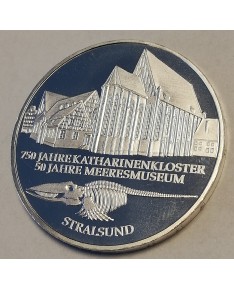 750 JAHRE KATHARINENKLOSTER
50 JAHRE MEERESMUSEUM
STRALSUND